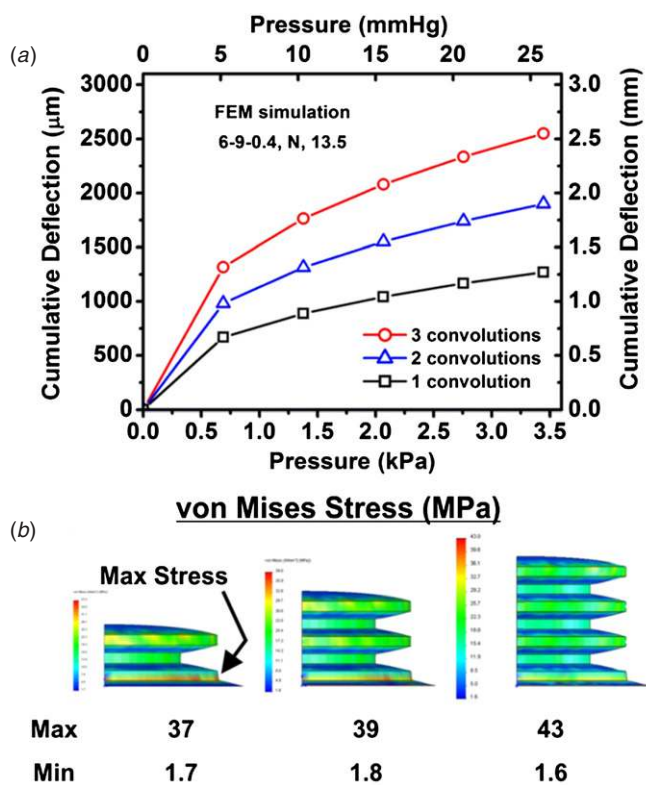 Pressure (mmHg)
(a)
0 5 10 15 20 25
3000 3.0
FEM simulation
2500 2.5
6-9-0.4, N, 13.5
2000 2.0
1500 1.5
1000 1.0
500 0.5
0 0.0
Cumulative Deflection (μm)
Cumulative Deflection (mm)
3 convolutions
2 convolutions
1 convolution
0.0 0.5 1.0 1.5 2.0 2.5 3.0 3.5
Pressure (kPa)
von Mises Stress (MPa)
(b)
Max Stress
Max 37 39 43
Min 1.7 1.8 1.6